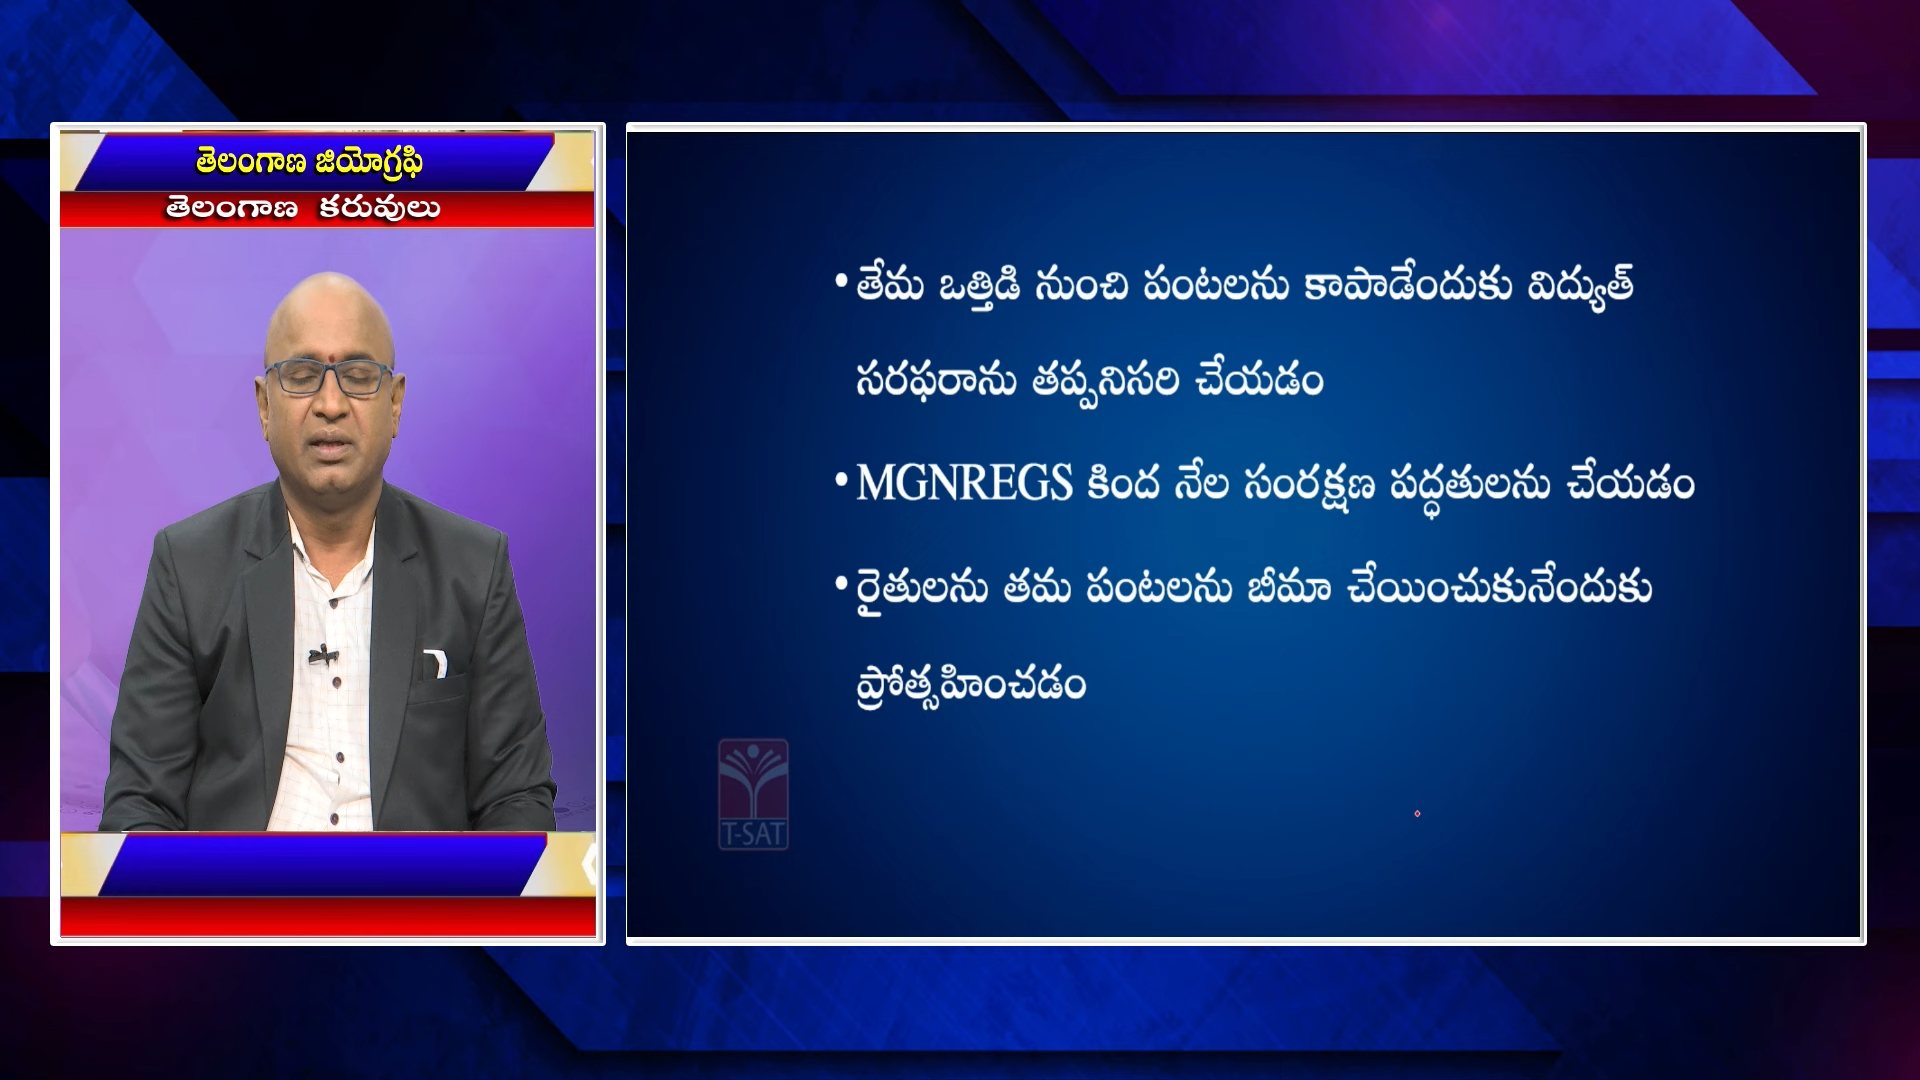 తెలంగాణ జియోగ్రఫి
తెలంగాణ కరువులు
•తేమ ఒత్తిడి నుంచి పంటలను కాపాడేందుకు విద్యుత్
సరఫరాను తప్పనిసరి చేయడం
•MGNREGS కింద నేల సంరక్షణ పద్ధతులను చేయడం
•రైతులను తమ పంటలను బీమా చేయించుకునేందుకు
ప్రోత్సహించడం
T-SAT